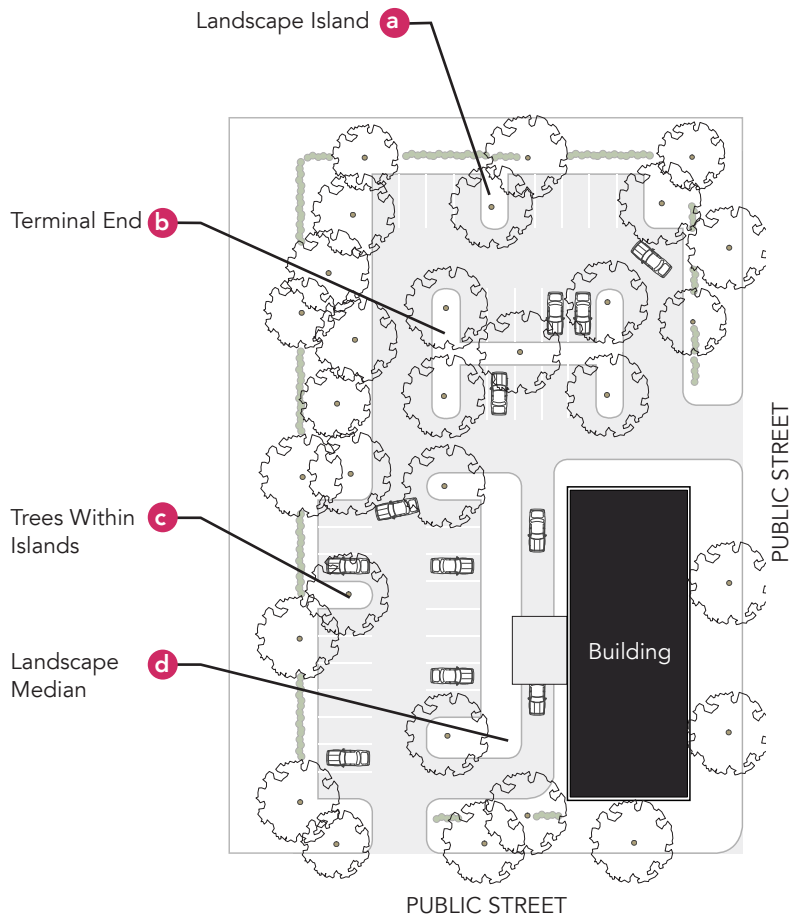 Landscape Island a
Terminal End b
Trees Within c
Islands
Landscape d
Median
Building
PUBLIC STREET
PUBLIC STREET